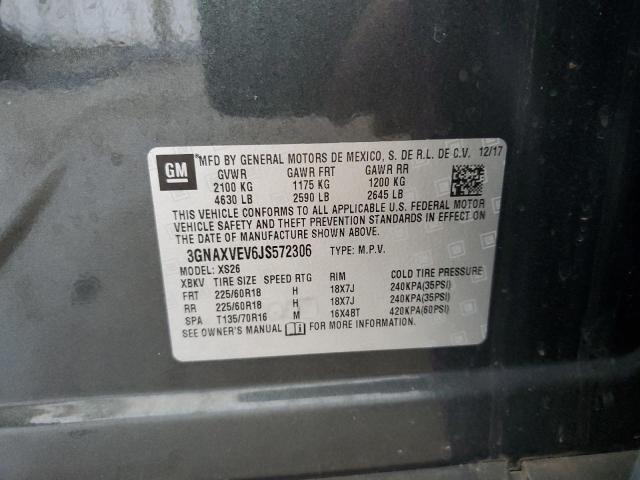 GM *MFD BY GENERAL MOTORS DE MEXICO, S. DE R.L. DE C.V. 12/17
GVWR GAWR FRT GAWR RR
2100 KG 1175 KG 1200 KG
4630 LB 2590 LB 2645 LB
THIS VEHICLE CONFORMS TO ALL APPLICABLE U.S. FEDERAL MOTOR
VEHICLE SAFETY AND THEFT PREVENTION STANDARDS IN EFFECT ON
THE DATE OF MANUFACTURE SHOWN ABOVE.
3GNAXVEV6JS572306 TYPE: M.P.V.
MODEL: XS26
XBKV TIRE SIZE SPEED RTG RIM COLD TIRE PRESSURE
FRT 225/60R18 H 18X7J 240KPA(35PSI)
RR 225/60R18 H 18X7J 240KPA(35PSI)
SPA T135/70R16 M 16X4BT 420KPA(60PSI)
SEE OWNER'S MANUAL FOR MORE INFORMATION.